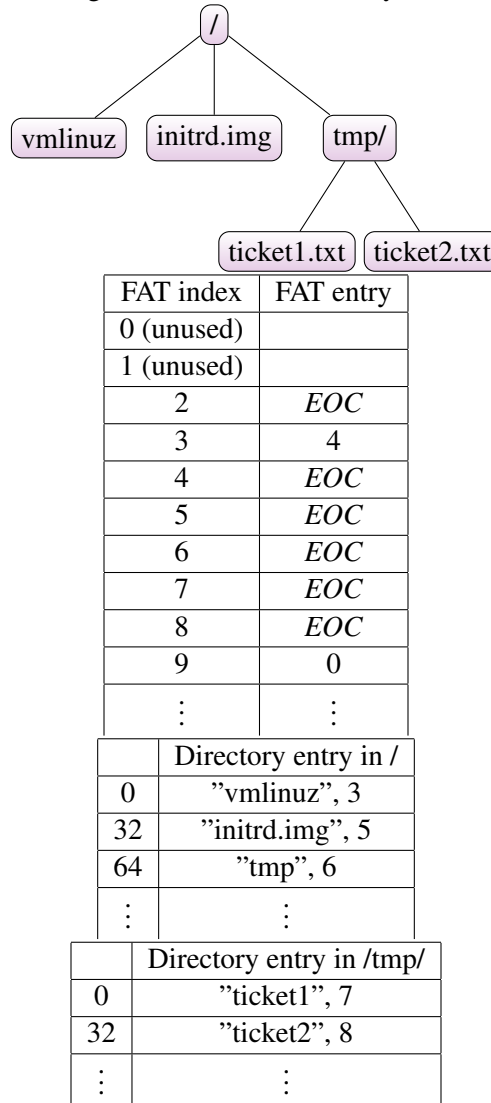 /
vmlinuz initrd.img tmp/
ticket1.txt ticket2.txt
FAT index FAT entry
0 (unused)
1 (unused)
2 EOC
3 4
4 EOC
5 EOC
6 EOC
7 EOC
8 EOC
9 0
⋮ ⋮
Directory entry in /
0 ”vmlinuz”, 3
32 ”initrd.img”, 5
64 ”tmp”, 6
⋮ ⋮
Directory entry in /tmp/
0 ”ticket1”, 7
32 ”ticket2”, 8
⋮ ⋮